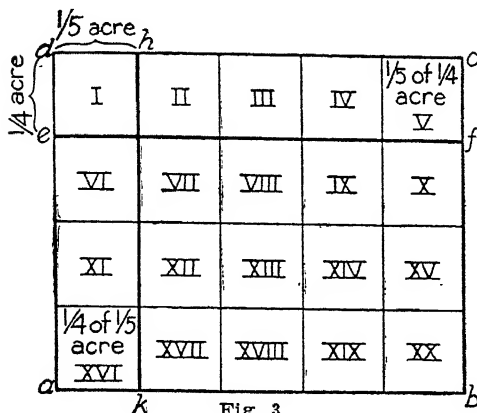 1/5 acre
d h c
1/4 acre
I II III IV 1/5 of 1/4
acre
V
e f
VI VII VIII IX X
XI XII XIII XIV XV
1/4 of 1/5
acre
XVI XVII XVIII XIX XX
a k b
Fig. 3